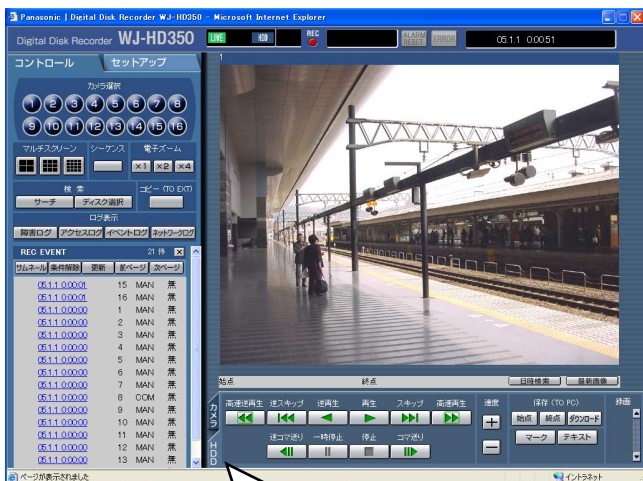 Panasonic | Digital Disk Recorder WJ-HD350 - Microsoft Internet Explorer
Digital Disk Recorder WJ-HD350
LIVE HDD REC ALARM RESET ERROR 05.1.1 0:00:51
コントロール セットアップ
1
カメラ選択
1 2 3 4 5 6 7 8
9 10 11 12 13 14 15 16
マルチスクリーン シーケンス 電子ズーム
×1 ×2 ×4
検 索 コピー (TO EXT)
サーチ ディスク選択
ログ表示
障害ログ アクセスログ イベントログ ネットワークログ
REC EVENT 21 件
サムネール 条件解除 更新 前ページ 次ページ
05.1.1 0:00:01 15 MAN 無
05.1.1 0:00:01 16 MAN 無
05.1.1 0:00:00 1 MAN 無
05.1.1 0:00:00 2 MAN 無
05.1.1 0:00:00 3 MAN 無
05.1.1 0:00:00 4 MAN 無
05.1.1 0:00:00 5 MAN 無
05.1.1 0:00:00 6 MAN 無
05.1.1 0:00:00 7 MAN 無
05.1.1 0:00:00 8 COM 無
05.1.1 0:00:00 9 MAN 無
05.1.1 0:00:00 10 MAN 無
05.1.1 0:00:00 11 MAN 無
05.1.1 0:00:00 12 MAN 無
05.1.1 0:00:00 13 MAN 無
始点 終点 日時検索 最新画像
カメラ
HDD
高速逆再生 逆スキップ 逆再生 再生 スキップ 高速再生 速度 保存 (TO PC) 録画
始点 終点 ダウンロード
逆コマ送り 一時停止 停止 コマ送り
マーク テキスト
ページが表示されました イントラネット